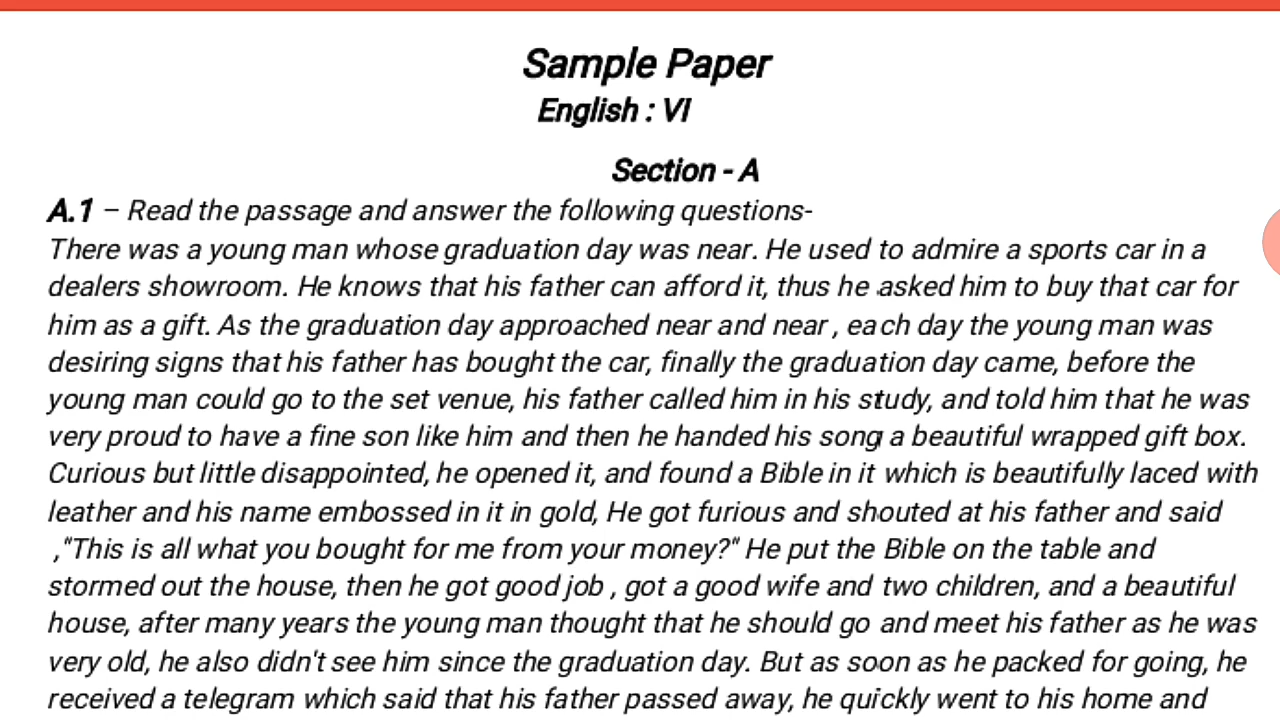 Sample Paper
English : VI
Section - A
A.1 – Read the passage and answer the following questions-
There was a young man whose graduation day was near. He used to admire a sports car in a
dealers showroom. He knows that his father can afford it, thus he asked him to buy that car for
him as a gift. As the graduation day approached near and near , each day the young man was
desiring signs that his father has bought the car, finally the graduation day came, before the
young man could go to the set venue, his father called him in his study, and told him that he was
very proud to have a fine son like him and then he handed his song a beautiful wrapped gift box.
Curious but little disappointed, he opened it, and found a Bible in it which is beautifully laced with
leather and his name embossed in it in gold, He got furious and shouted at his father and said
,"This is all what you bought for me from your money?" He put the Bible on the table and
stormed out the house, then he got good job , got a good wife and two children, and a beautiful
house, after many years the young man thought that he should go and meet his father as he was
very old, he also didn't see him since the graduation day. But as soon as he packed for going, he
received a telegram which said that his father passed away, he quickly went to his home and